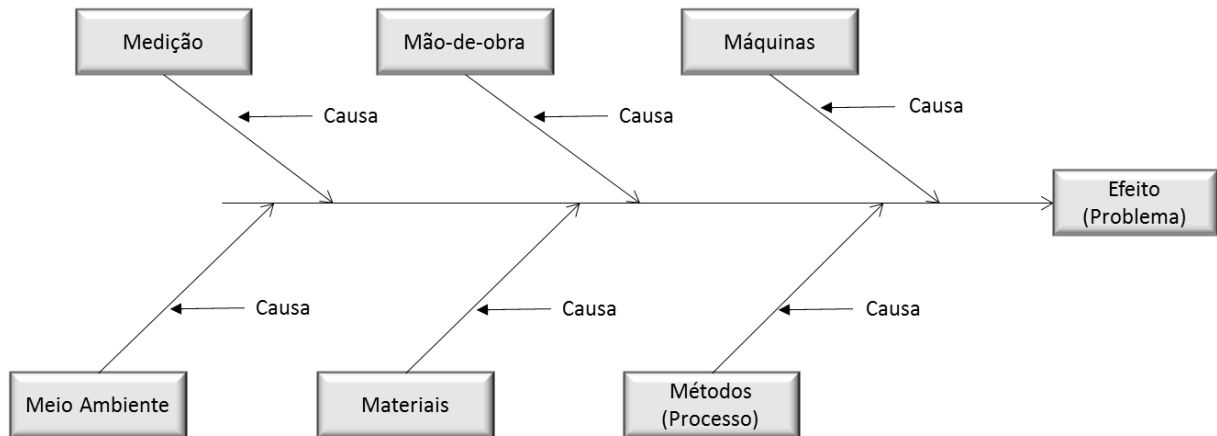 Medição
Mão-de-obra
Máquinas
Causa
Causa
Causa
Efeito
(Problema)
Causa
Causa
Causa
Meio Ambiente
Materiais
Métodos
(Processo)